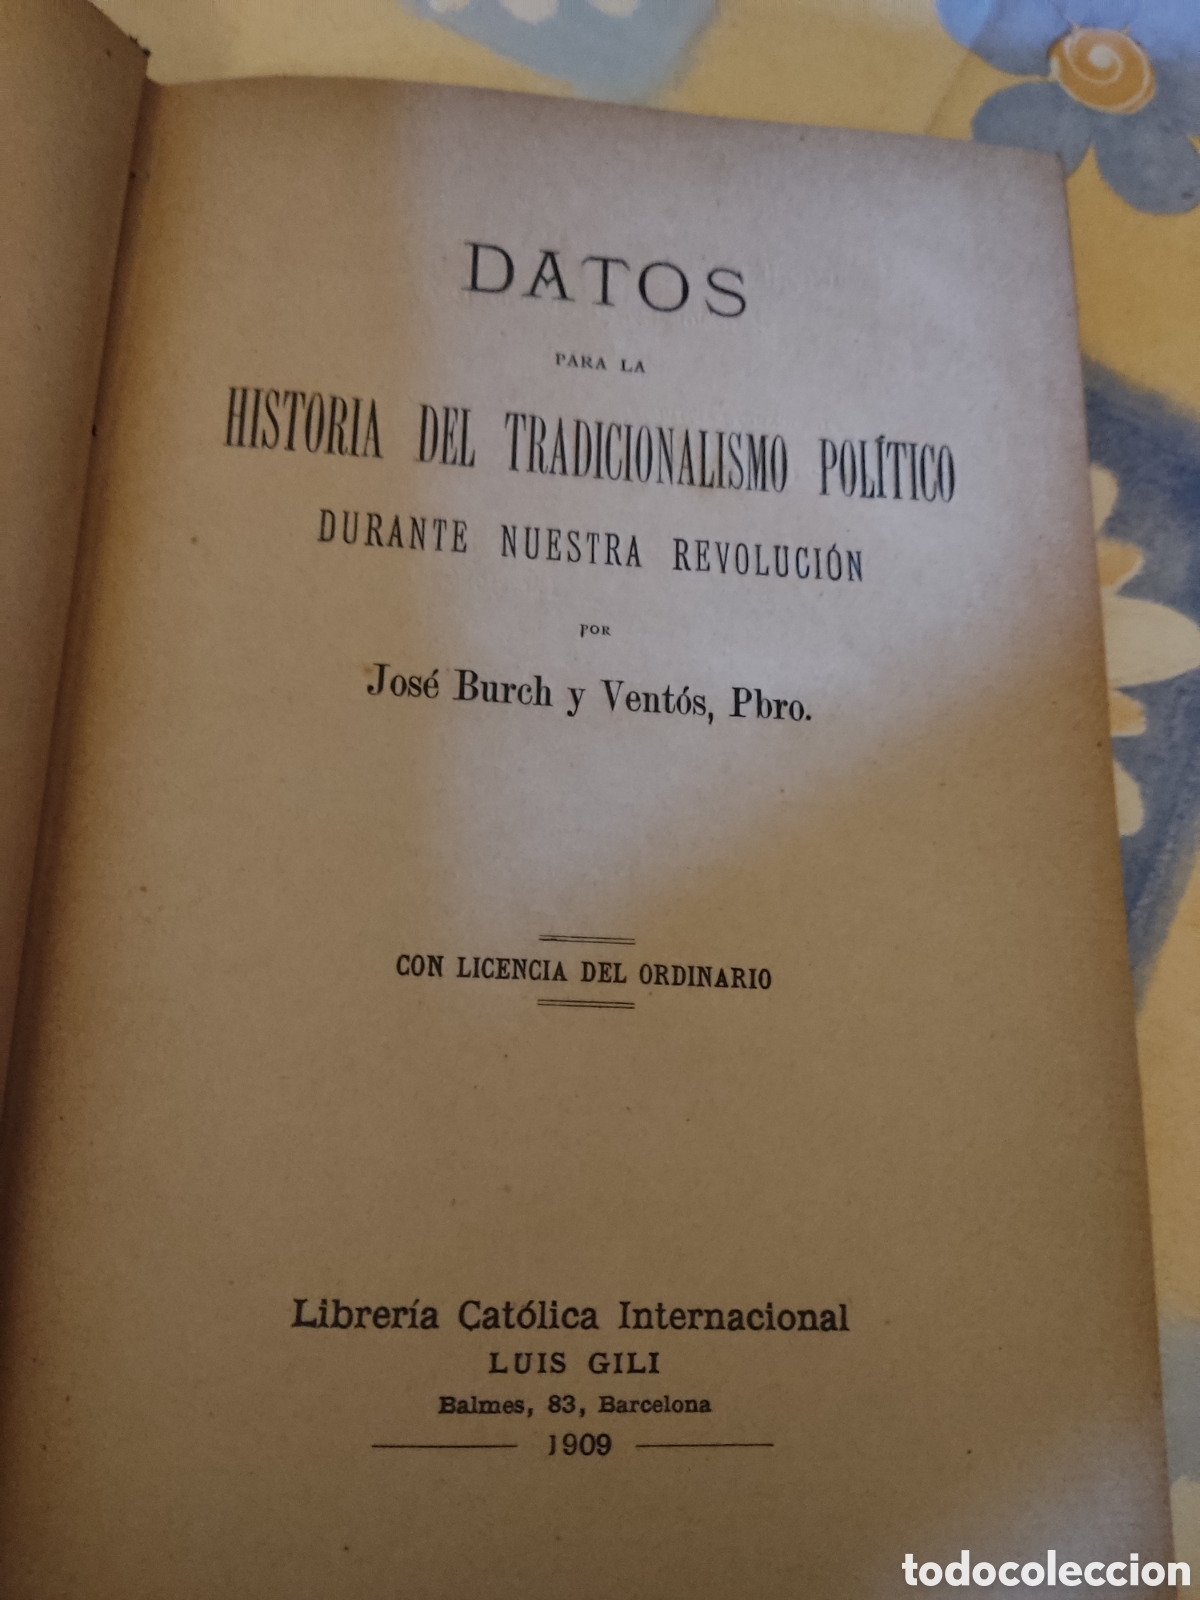 DATOS
PARA LA
HISTORIA DEL TRADICIONALISMO POLÍTICO
DURANTE NUESTRA REVOLUCIÓN
POR
José Burch y Ventós, Pbro.
CON LICENCIA DEL ORDINARIO
Librería Católica Internacional
LUIS GILI
Balmes, 83, Barcelona
1909
todocoleccion